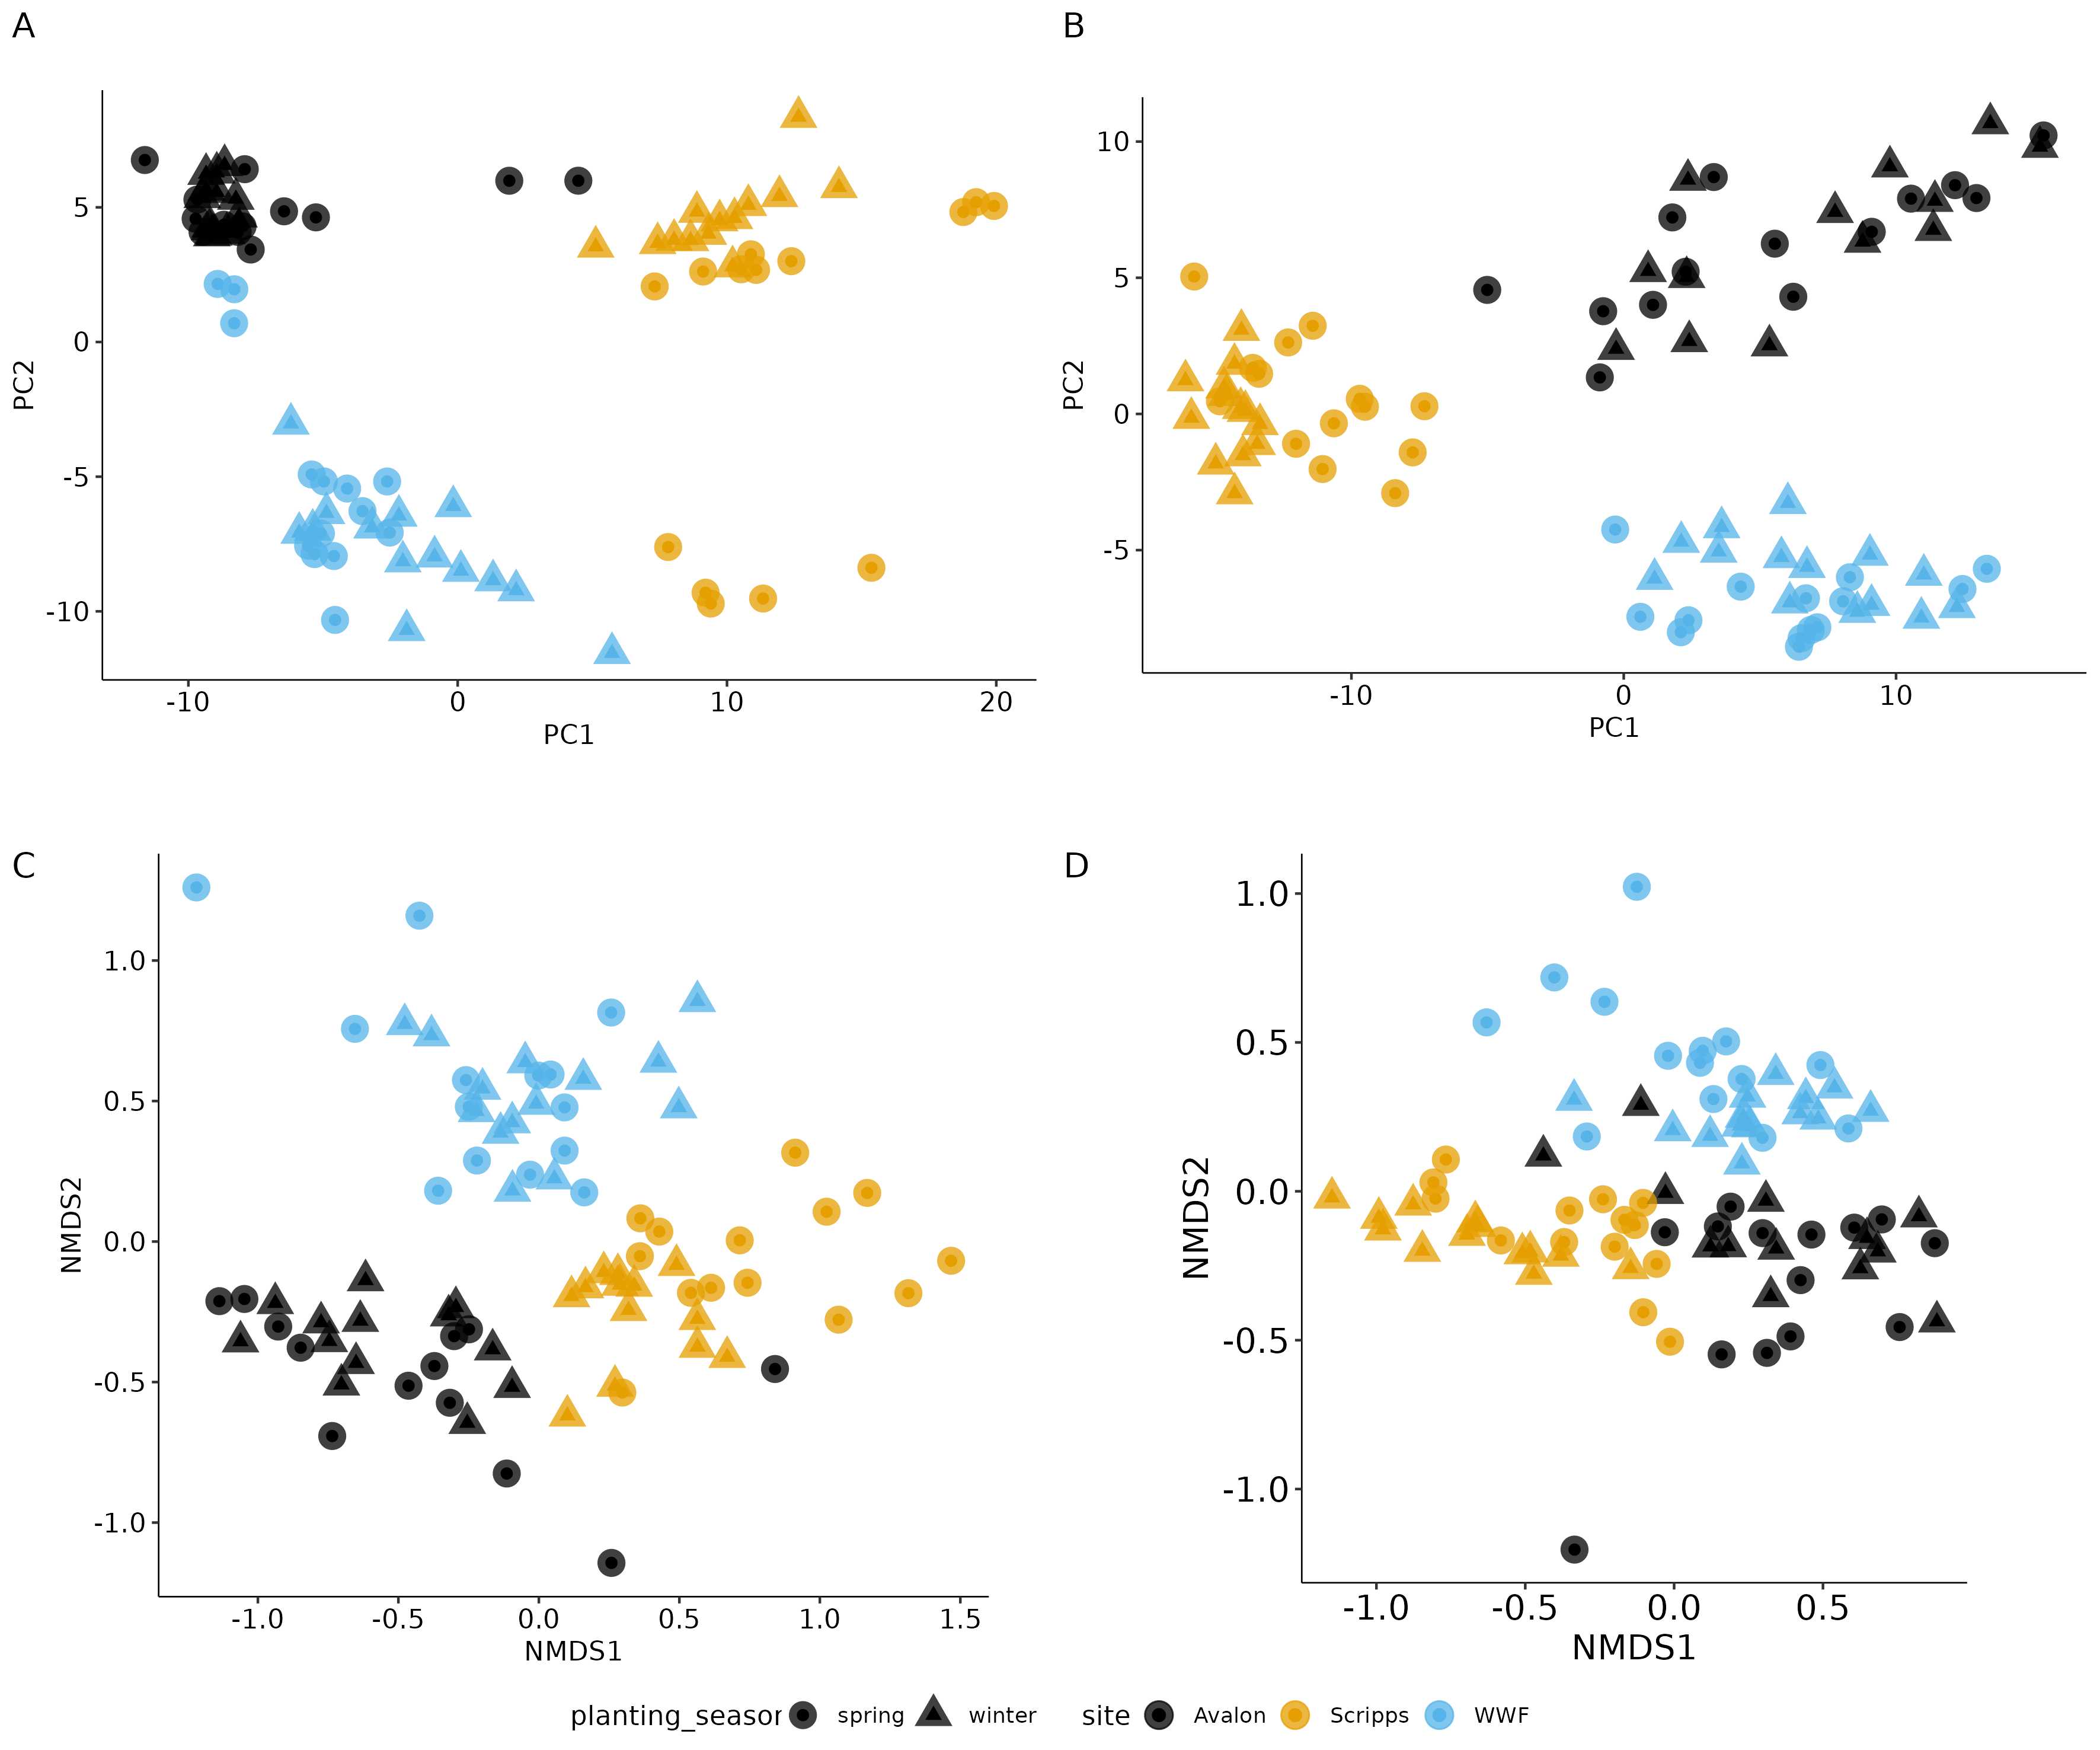 A
B
5
0
-5
-10
PC2
-10 0 10 20
PC1
10
5
0
-5
PC2
-10 0 10
PC1
C
D
1.0
0.5
0.0
-0.5
-1.0
NMDS2
-1.0 -0.5 0.0 0.5 1.0 1.5
NMDS1
1.0
0.5
0.0
-0.5
-1.0
NMDS2
-1.0 -0.5 0.0 0.5
NMDS1
planting_season spring winter site Avalon Scripps WWF